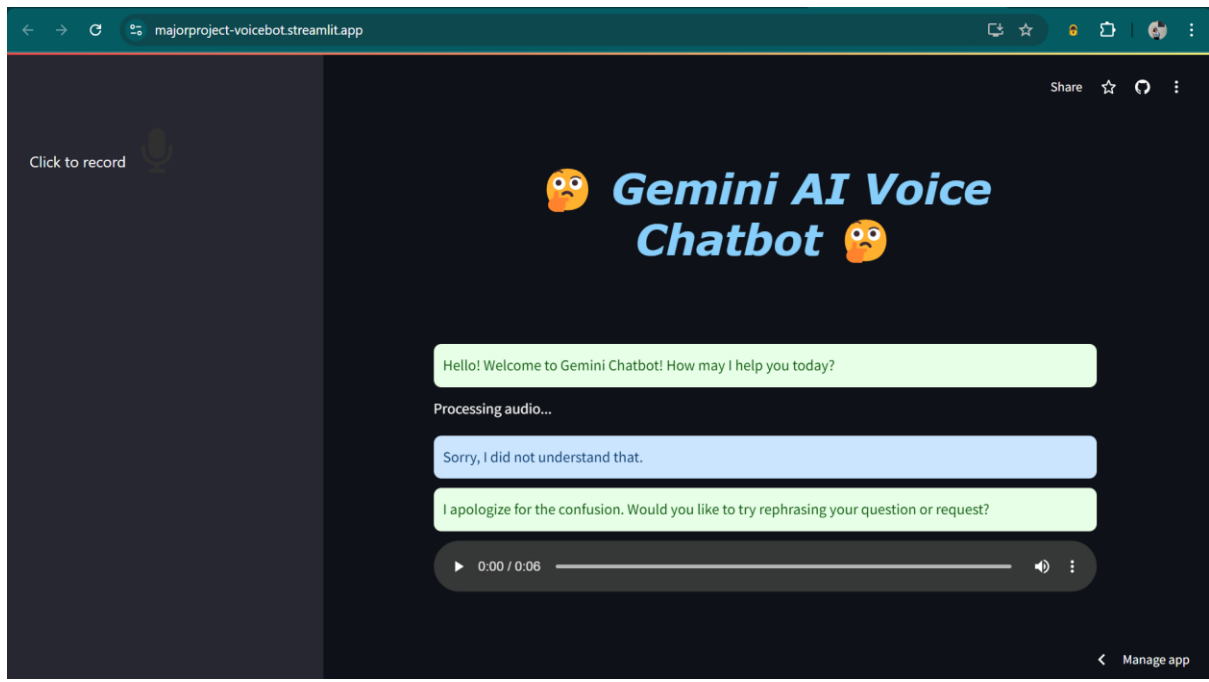 majorproject-voicebot.streamlit.app
Share
Click to record
Gemini AI Voice
Chatbot
Hello! Welcome to Gemini Chatbot! How may I help you today?
Processing audio...
Sorry, I did not understand that.
I apologize for the confusion. Would you like to try rephrasing your question or request?
0:00 / 0:06
Manage app